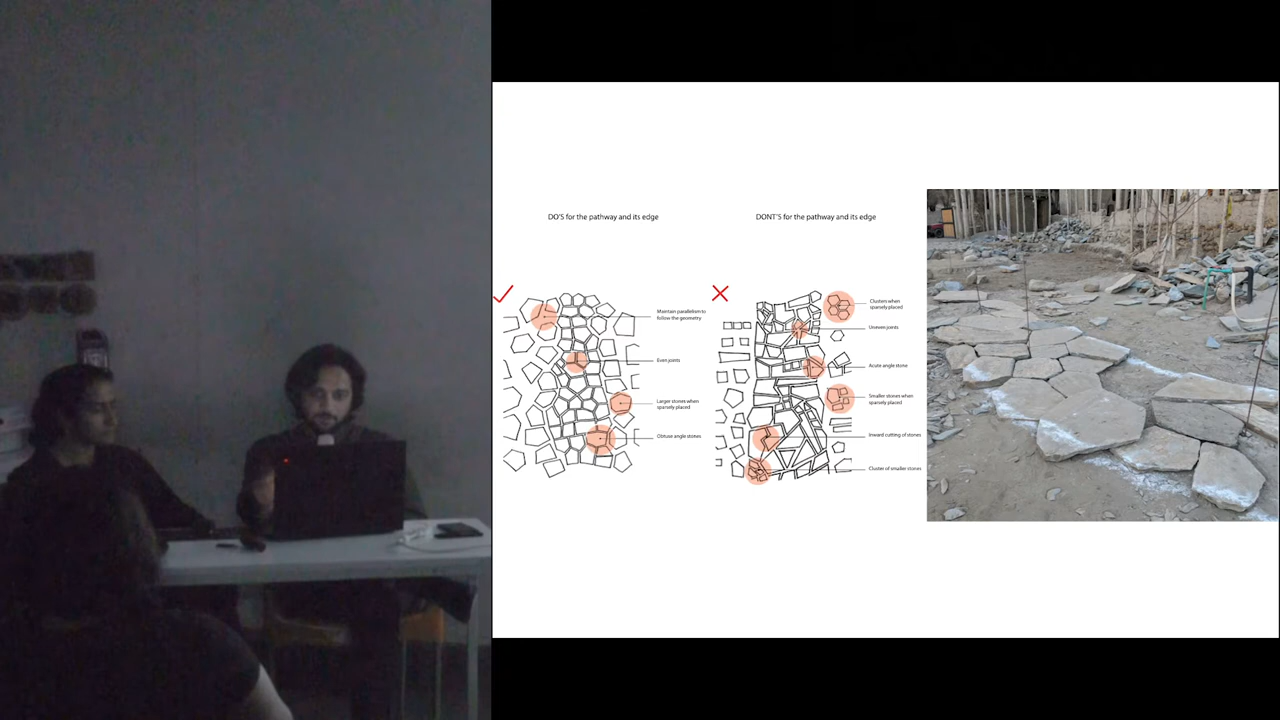 DO'S for the pathway and its edge
Maintain parallelism to
follow the geometry
Even joints
Larger stones when
sparsely placed
Obtuse angle stones
DONT'S for the pathway and its edge
Clusters when
sparsely placed
Uneven joints
Acute angle stone
Smaller stones when
sparsely placed
Inward cutting of stones
Cluster of smaller stones